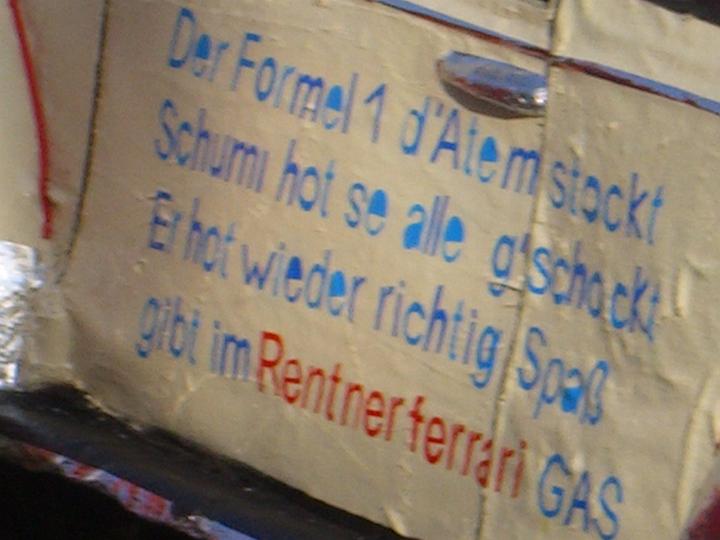 Der Formel 1 d'Atem stockt
Schumi hot se alle g'schockt
Er hot wieder richtig Spaß
gibt im Rentnerferrari GAS